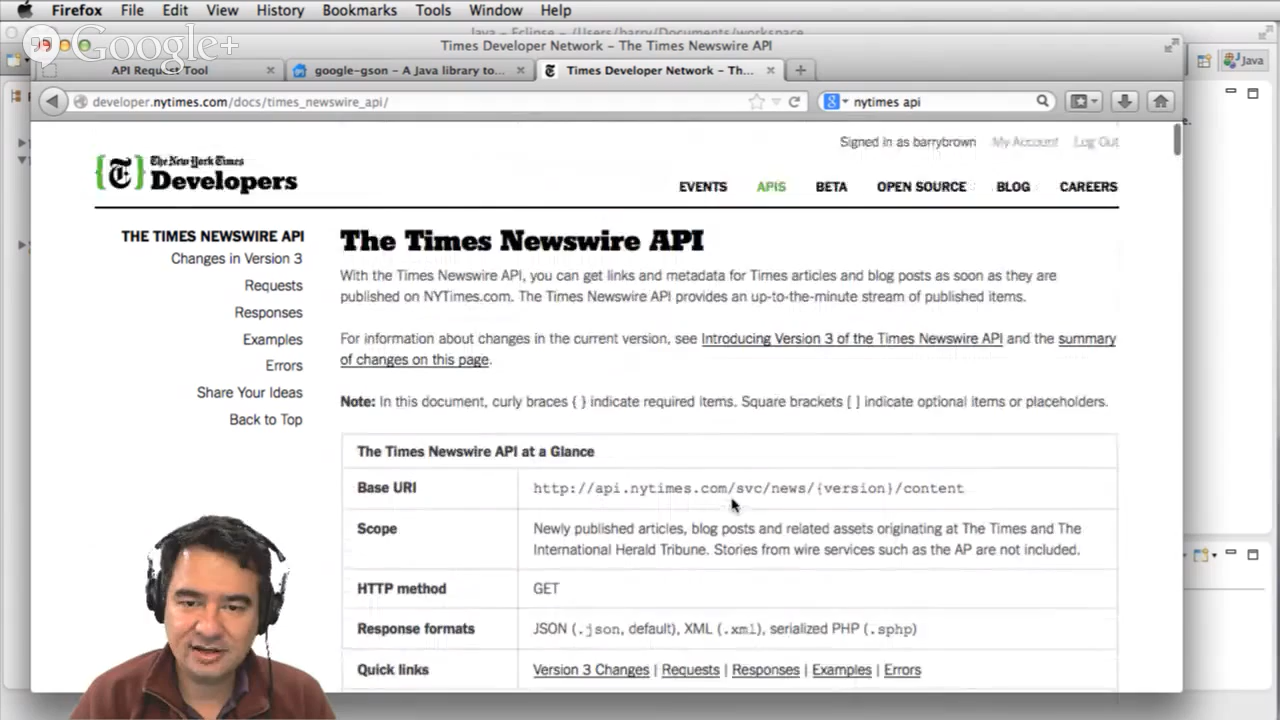 Firefox File Edit View History Bookmarks Tools Window Help
Google+
Java – Eclipse – /Users/barry/Documents/workspace
Times Developer Network – The Times Newswire API
API Request Tool
google-gson – A Java library to...
Times Developer Network – Th...
Java
developer.nytimes.com/docs/times_newswire_api/
nytimes api
Signed in as barrybrown My Account Log Out
The New York Times
Developers
EVENTS APIS BETA OPEN SOURCE BLOG CAREERS
THE TIMES NEWSWIRE API
Changes in Version 3
Requests
Responses
Examples
Errors
Share Your Ideas
Back to Top
The Times Newswire API
With the Times Newswire API, you can get links and metadata for Times articles and blog posts as soon as they are
published on NYTimes.com. The Times Newswire API provides an up-to-the-minute stream of published items.
For information about changes in the current version, see Introducing Version 3 of the Times Newswire API and the summary
of changes on this page.
Note: In this document, curly braces { } indicate required items. Square brackets [ ] indicate optional items or placeholders.
The Times Newswire API at a Glance
Base URI http://api.nytimes.com/svc/news/{version}/content
Scope Newly published articles, blog posts and related assets originating at The Times and The
International Herald Tribune. Stories from wire services such as the AP are not included.
HTTP method GET
Response formats JSON (.json, default), XML (.xml), serialized PHP (.sphp)
Quick links Version 3 Changes | Requests | Responses | Examples | Errors